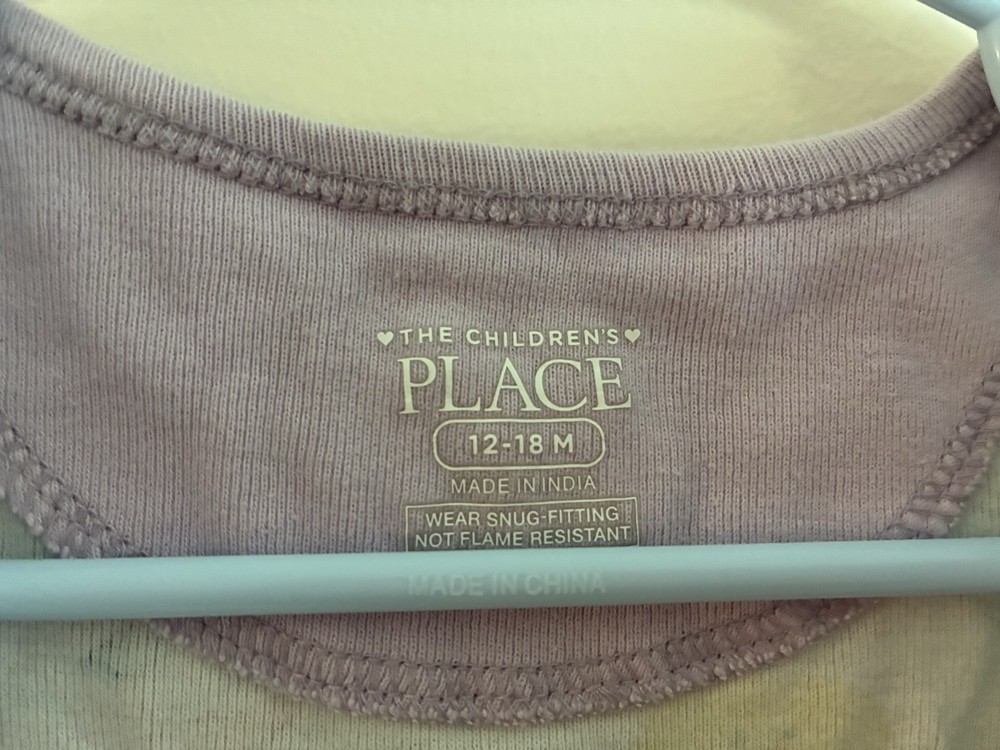 THE CHILDREN'S
PLACE
12-18 M
MADE IN INDIA
WEAR SNUG-FITTING
NOT FLAME RESISTANT
MADE IN CHINA